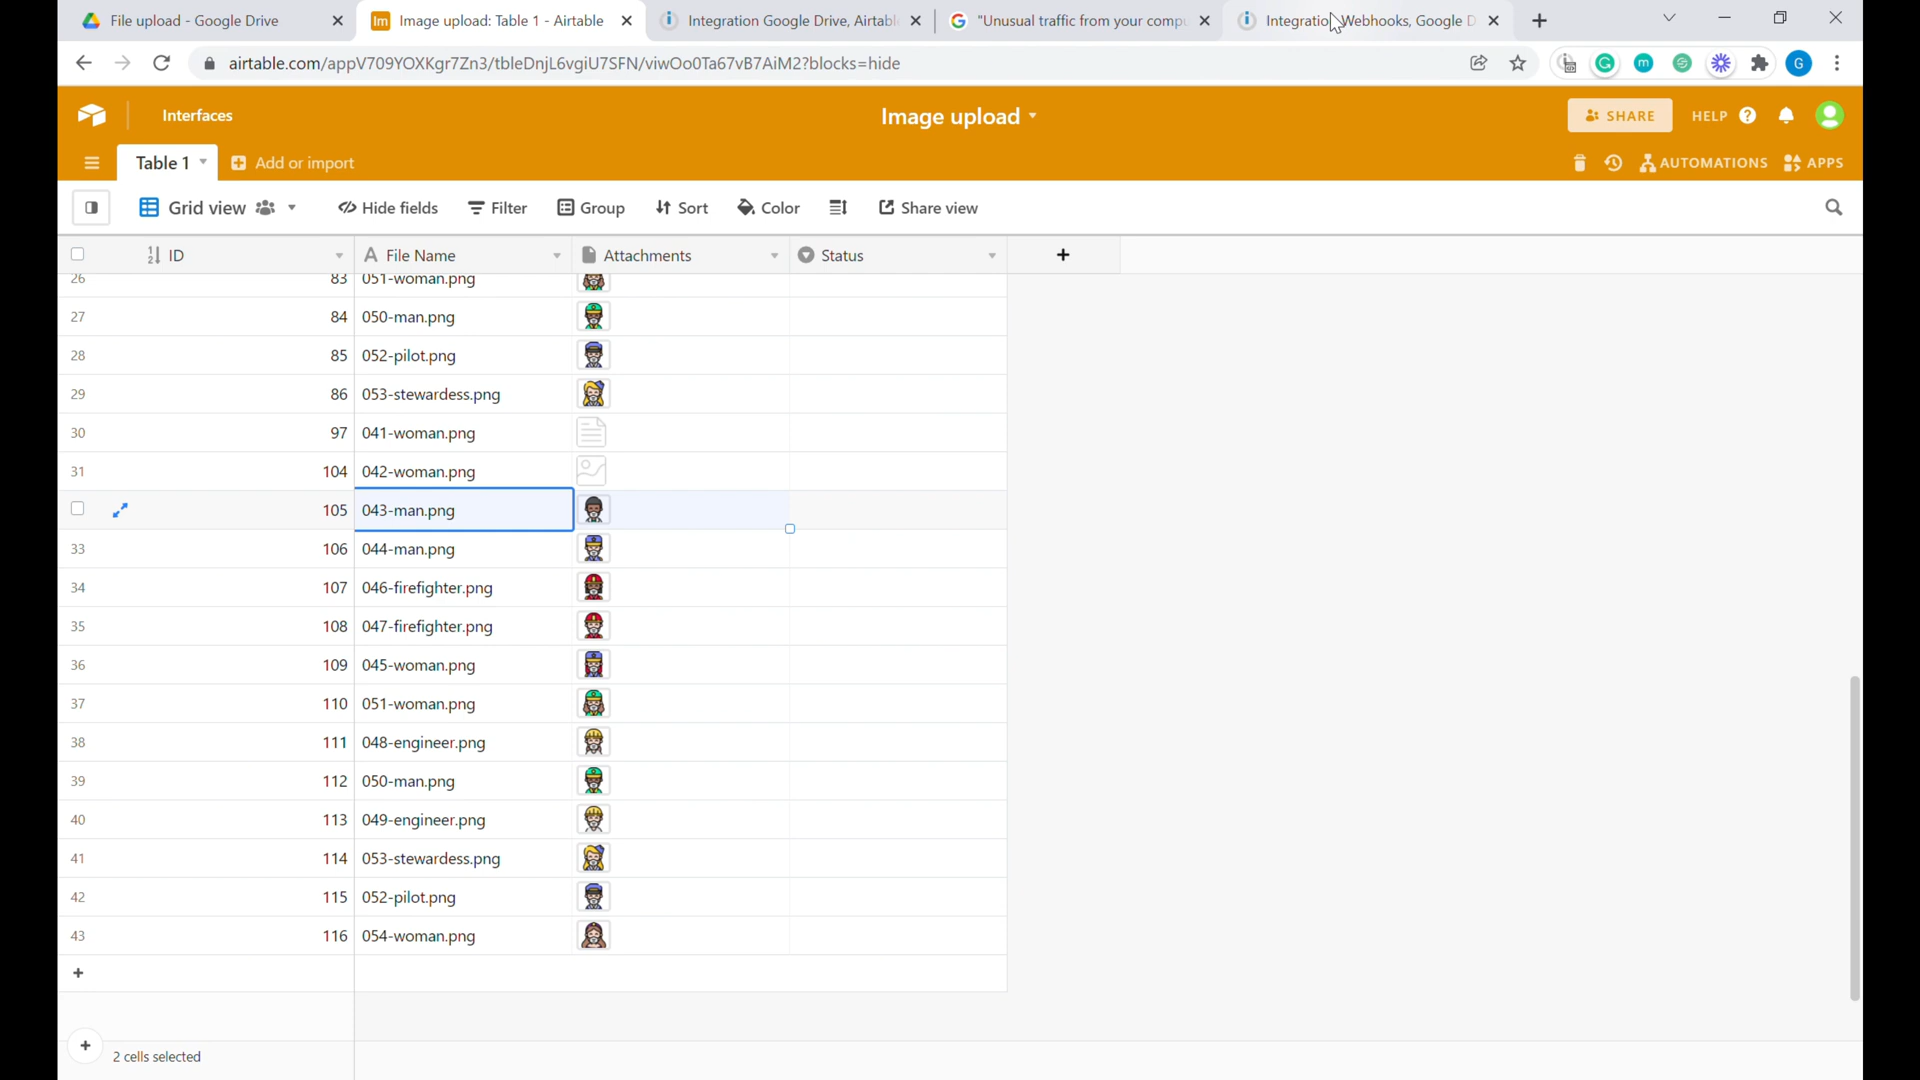 File upload - Google Drive
Im Image upload: Table 1 - Airtable
Integration Google Drive, Airtabl
"Unusual traffic from your compu
Integratio Webhooks, Google D
airtable.com/appV709YOXKgr7Zn3/tbleDnjL6vgiU7SFN/viwOo0Ta67vB7AiM2?blocks=hide
G
Interfaces
Image upload
SHARE
HELP
Table 1
Add or import
AUTOMATIONS
APPS
Grid view
Hide fields
Filter
Group
Sort
Color
Share view
ID
File Name
Attachments
Status
26 83 051-woman.png
27 84 050-man.png
28 85 052-pilot.png
29 86 053-stewardess.png
30 97 041-woman.png
31 104 042-woman.png
105 043-man.png
33 106 044-man.png
34 107 046-firefighter.png
35 108 047-firefighter.png
36 109 045-woman.png
37 110 051-woman.png
38 111 048-engineer.png
39 112 050-man.png
40 113 049-engineer.png
41 114 053-stewardess.png
42 115 052-pilot.png
43 116 054-woman.png
2 cells selected